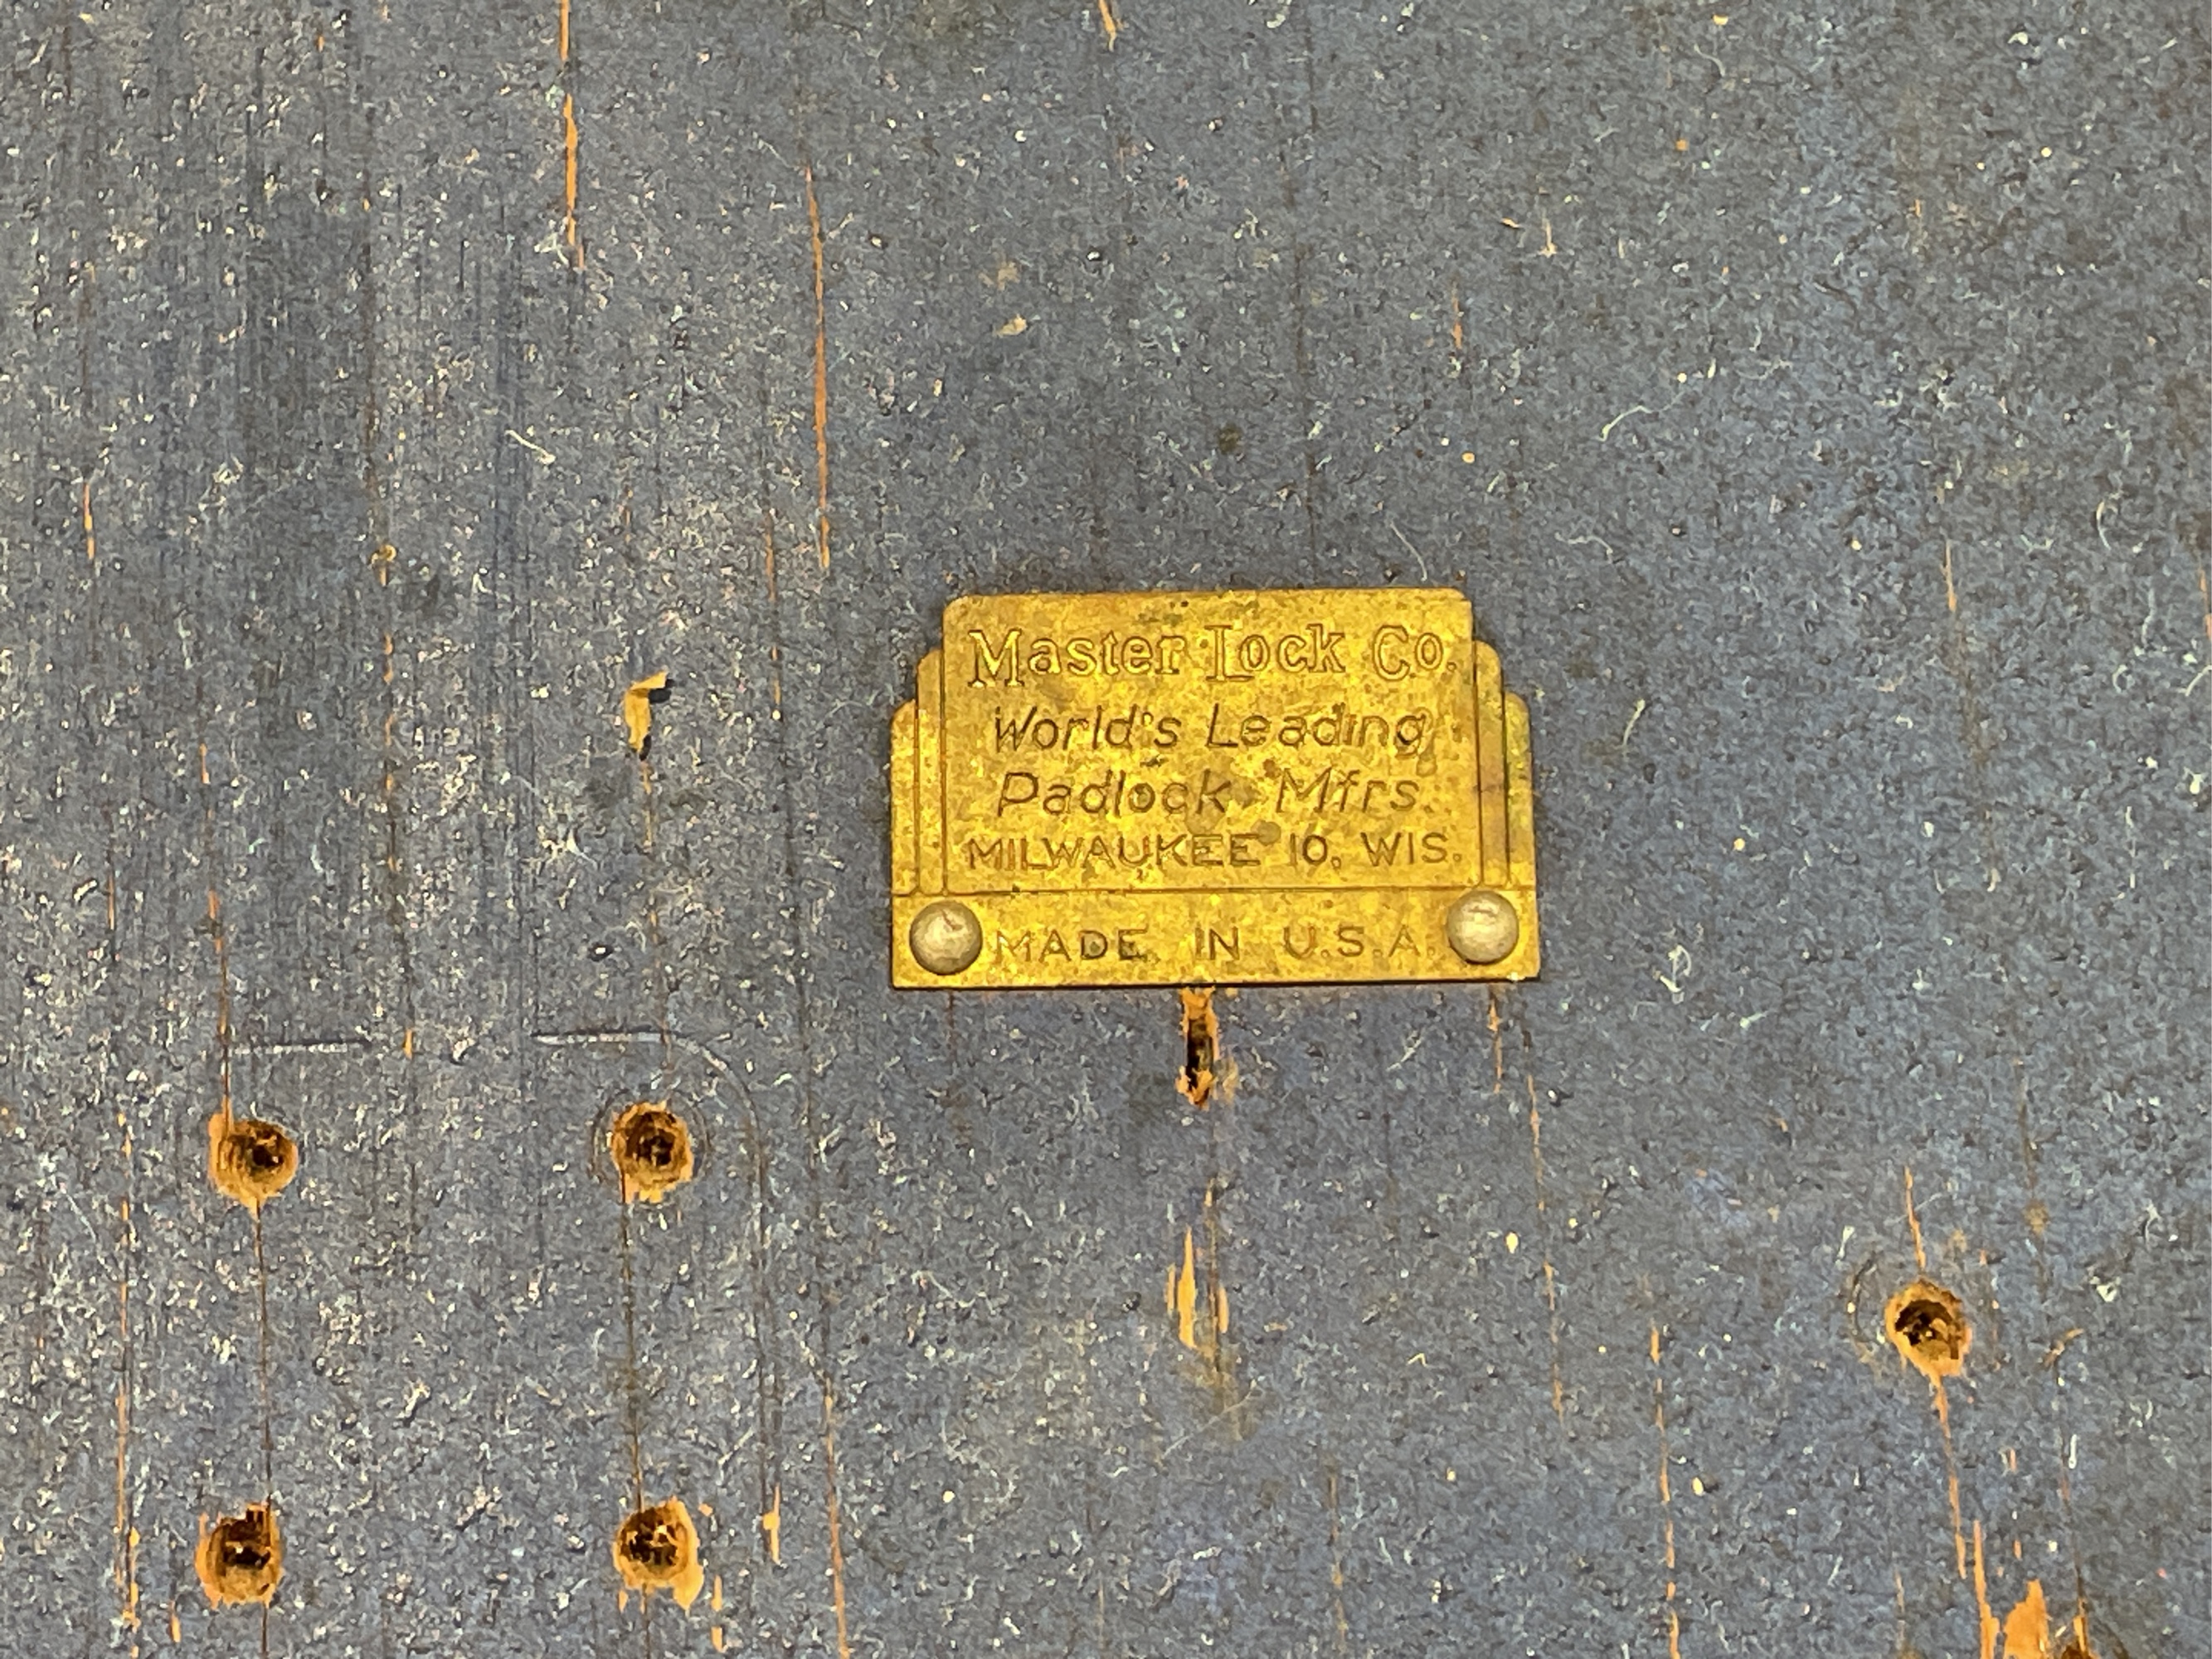 Master Lock Co.
World's Leading
Padlock Mfrs.
MILWAUKEE 10, WIS.
MADE IN U.S.A.